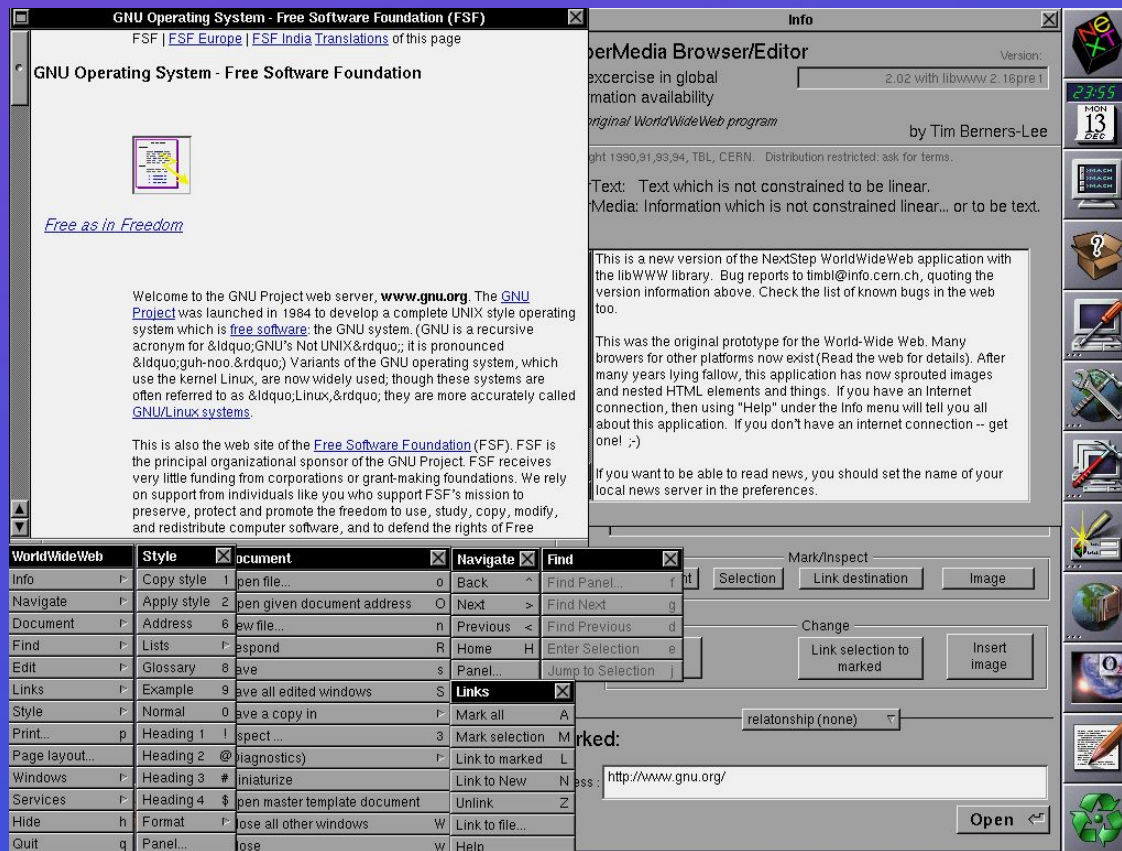 GNU Operating System - Free Software Foundation (FSF)
FSF | FSF Europe | FSF India Translations of this page
GNU Operating System - Free Software Foundation
Free as in Freedom
Welcome to the GNU Project web server, www.gnu.org. The GNU
Project was launched in 1984 to develop a complete UNIX style operating
system which is free software: the GNU system. (GNU is a recursive
acronym for &ldquo;GNU's Not UNIX&rdquo;; it is pronounced
&ldquo;guh-noo.&rdquo;) Variants of the GNU operating system, which
use the kernel Linux, are now widely used; though these systems are
often referred to as &ldquo;Linux,&rdquo; they are more accurately called
GNU/Linux systems.
This is also the web site of the Free Software Foundation (FSF). FSF is
the principal organizational sponsor of the GNU Project. FSF receives
very little funding from corporations or grant-making foundations. We rely
on support from individuals like you who support FSF's mission to
preserve, protect and promote the freedom to use, study, copy, modify,
and redistribute computer software, and to defend the rights of Free
Info
perMedia Browser/Editor
Version:
excercise in global
2.02 with libwww 2.16pre1
rmation availability
original WorldWideWeb program
by Tim Berners-Lee
ght 1990,91,93,94, TBL, CERN. Distribution restricted: ask for terms.
rText: Text which is not constrained to be linear.
rMedia: Information which is not constrained linear... or to be text.
This is a new version of the NextStep WorldWideWeb application with
the libWWW library. Bug reports to timbl@info.cern.ch, quoting the
version information above. Check the list of known bugs in the web
too.
This was the original prototype for the World-Wide Web. Many
browers for other platforms now exist (Read the web for details). After
many years lying fallow, this application has now sprouted images
and nested HTML elements and things. If you have an Internet
connection, then using "Help" under the Info menu will tell you all
about this application. If you don't have an internet connection -- get
one! ;-)
If you want to be able to read news, you should set the name of your
local news server in the preferences.
WorldWideWeb
Info
Navigate
Document
Find
Edit
Links
Style
Print... p
Page layout...
Windows
Services
Hide h
Quit q
Style
Copy style 1
Apply style 2
Address 6
Lists
Glossary 8
Example 9
Normal 0
Heading 1 !
Heading 2 @
Heading 3 #
Heading 4 $
Format
Panel...
ocument
pen file... o
pen given document address O
ew file... n
espond R
ave s
ave all edited windows S
ave a copy in
spect ... 3
Diagnostics)
iniaturize
pen master template document
lose all other windows W
lose w
Navigate
Back ^
Next >
Previous <
Home H
Panel...
Find
Find Panel... f
Find Next g
Find Previous d
Enter Selection e
Jump to Selection j
Links
Mark all A
Mark selection M
Link to marked L
Link to New N
Unlink Z
Link to file...
Help
Mark/Inspect
nt
Selection
Link destination
Image
Change
Link selection to
marked
Insert
image
relatonship (none)
rked:
ess :
http://www.gnu.org/
Open
NeXT
23:55
MON
13
DEC
>MACH
>MACH
>MACH
?